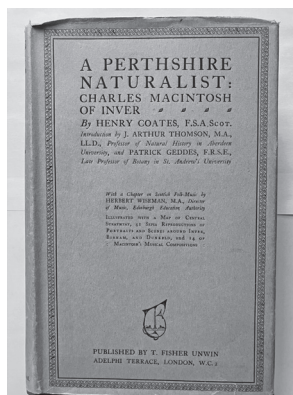 A PERTHSHIRE
NATURALIST:
CHARLES MACINTOSH
OF INVER
By HENRY COATES, F.S.A.Scot.
Introduction by J. ARTHUR THOMSON, M.A.,
LL.D., Professor of Natural History in Aberdeen
University, and PATRICK GEDDES, F.R.S.E.,
Late Professor of Botany in St. Andrew's University
With a Chapter on Scottish Folk-Music by
HERBERT WISEMAN, M.A., Director
of Music, Edinburgh Education Authority
Illustrated with a Map of Central
Strathtay, 32 Sepia Reproductions of
Portraits and Scenes around Inver,
Birnam, and Dunkeld, and 14 of
Macintosh's Musical Compositions
PUBLISHED BY T. FISHER UNWIN
ADELPHI TERRACE, LONDON, W.C.2